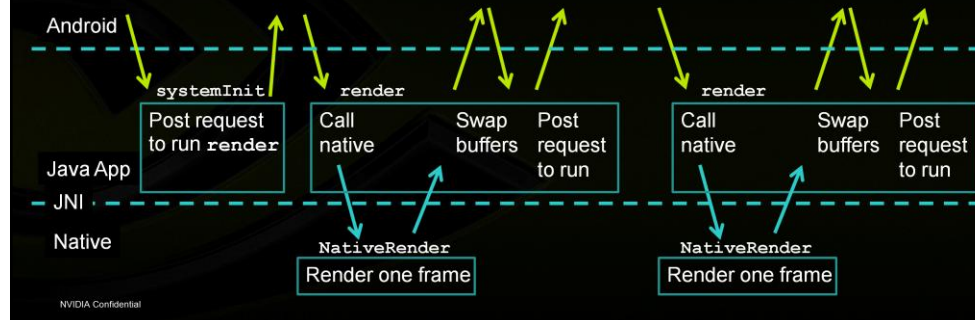 Android
systemInit
render
render
Post request
to run render
Call
native
Swap
buffers
Post
request
to run
Call
native
Swap
buffers
Post
request
to run
Java App
JNI
Native
NativeRender
NativeRender
Render one frame
Render one frame
NVIDIA Confidential